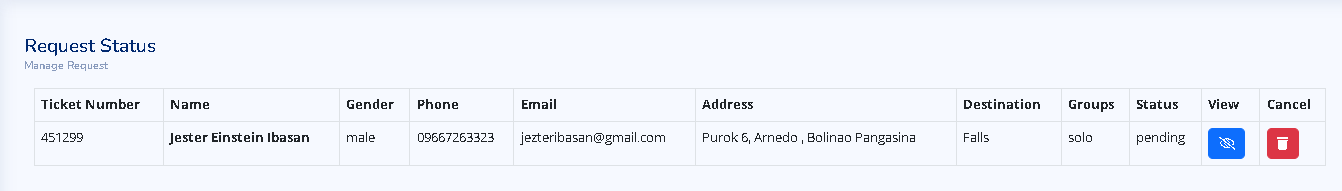 Request Status
Manage Request
Ticket Number Name Gender Phone Email Address Destination Groups Status View Cancel
451299 Jester Einstein Ibasan male 09667263323 jezteribasan@gmail.com Purok 6, Arnedo , Bolinao Pangasina Falls solo pending